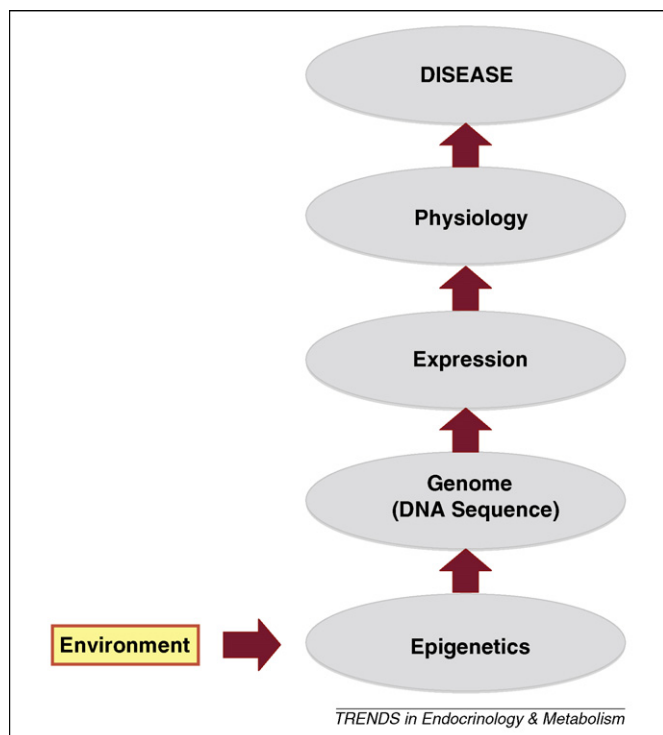 DISEASE
Physiology
Expression
Genome
(DNA Sequence)
Environment
Epigenetics
TRENDS in Endocrinology & Metabolism